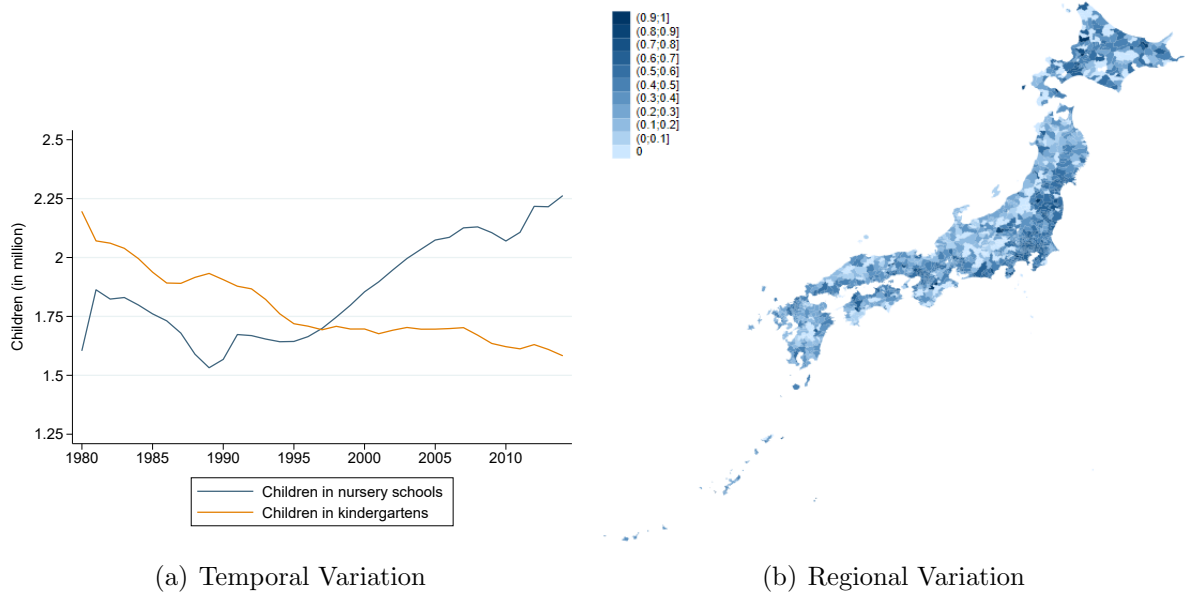 2.5
2.25
2
1.75
1.5
1.25
Children (in million)
1980 1985 1990 1995 2000 2005 2010
Children in nursery schools
Children in kindergartens
(a) Temporal Variation
(0.9;1]
(0.8;0.9]
(0.7;0.8]
(0.6;0.7]
(0.5;0.6]
(0.4;0.5]
(0.3;0.4]
(0.2;0.3]
(0.1;0.2]
(0;0.1]
0
(b) Regional Variation